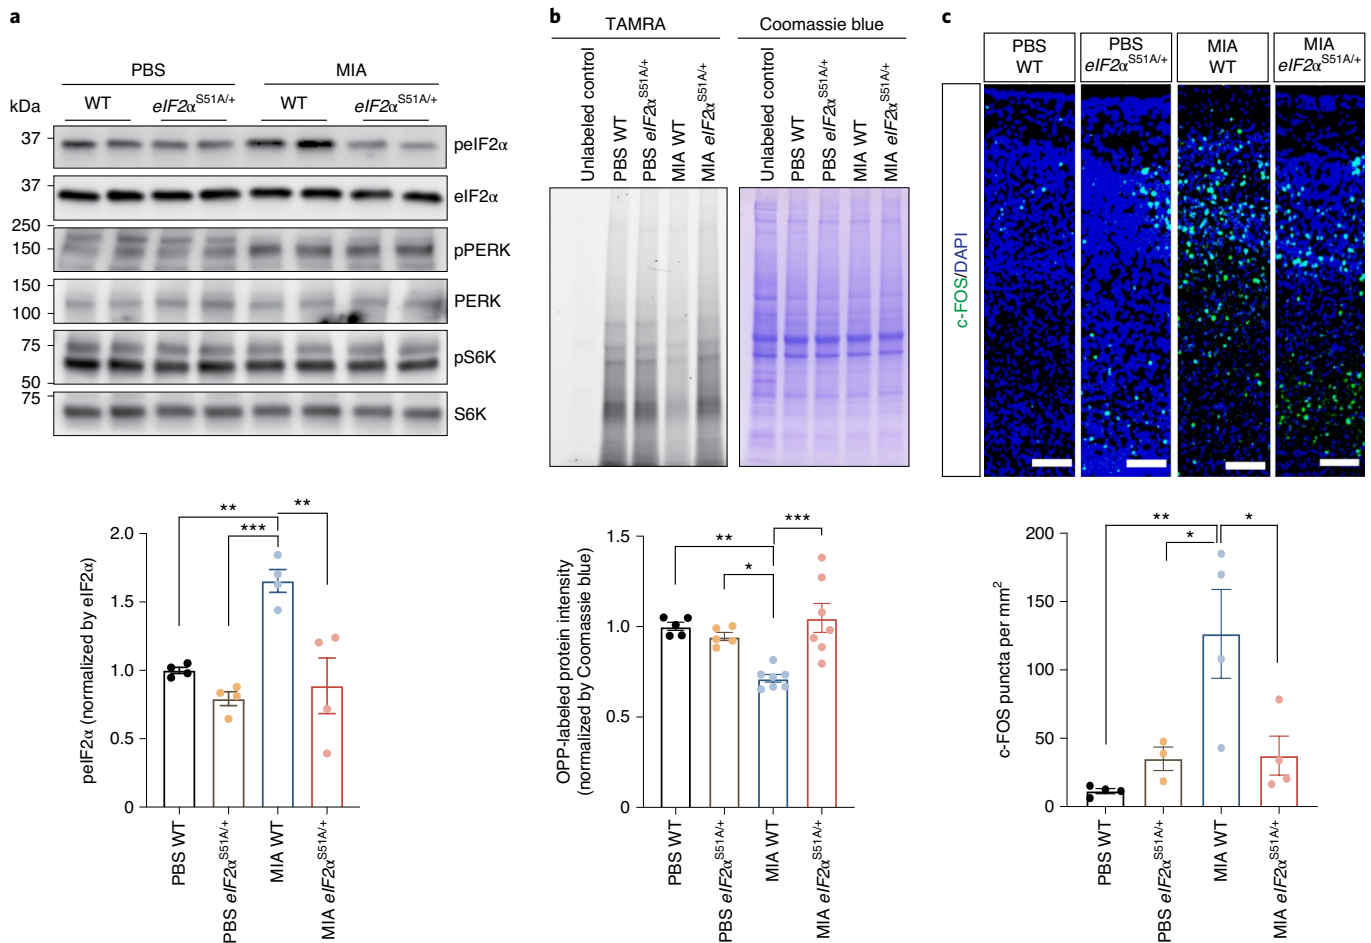 a
PBS MIA
kDa WT eIF2α^S51A/+ WT eIF2α^S51A/+
37 peIF2α
37 eIF2α
250
150 pPERK
150
100 PERK
75 pS6K
50
75 S6K
peIF2α (normalized by eIF2α)
** **
***
2.0
1.5
1.0
0.5
0
PBS WT
PBS eIF2α^S51A/+
MIA WT
MIA eIF2α^S51A/+
b
TAMRA Coomassie blue
Unlabeled control
PBS WT
PBS eIF2α^S51A/+
MIA WT
MIA eIF2α^S51A/+
Unlabeled control
PBS WT
PBS eIF2α^S51A/+
MIA WT
MIA eIF2α^S51A/+
OPP-labeled protein intensity
(normalized by Coomassie blue)
***
**
*
1.5
1.0
0.5
0
PBS WT
PBS eIF2α^S51A/+
MIA WT
MIA eIF2α^S51A/+
c
PBS
WT
PBS
eIF2α^S51A/+
MIA
WT
MIA
eIF2α^S51A/+
c-FOS/DAPI
c-FOS puncta per mm²
** *
*
200
150
100
50
0
PBS WT
PBS eIF2α^S51A/+
MIA WT
MIA eIF2α^S51A/+